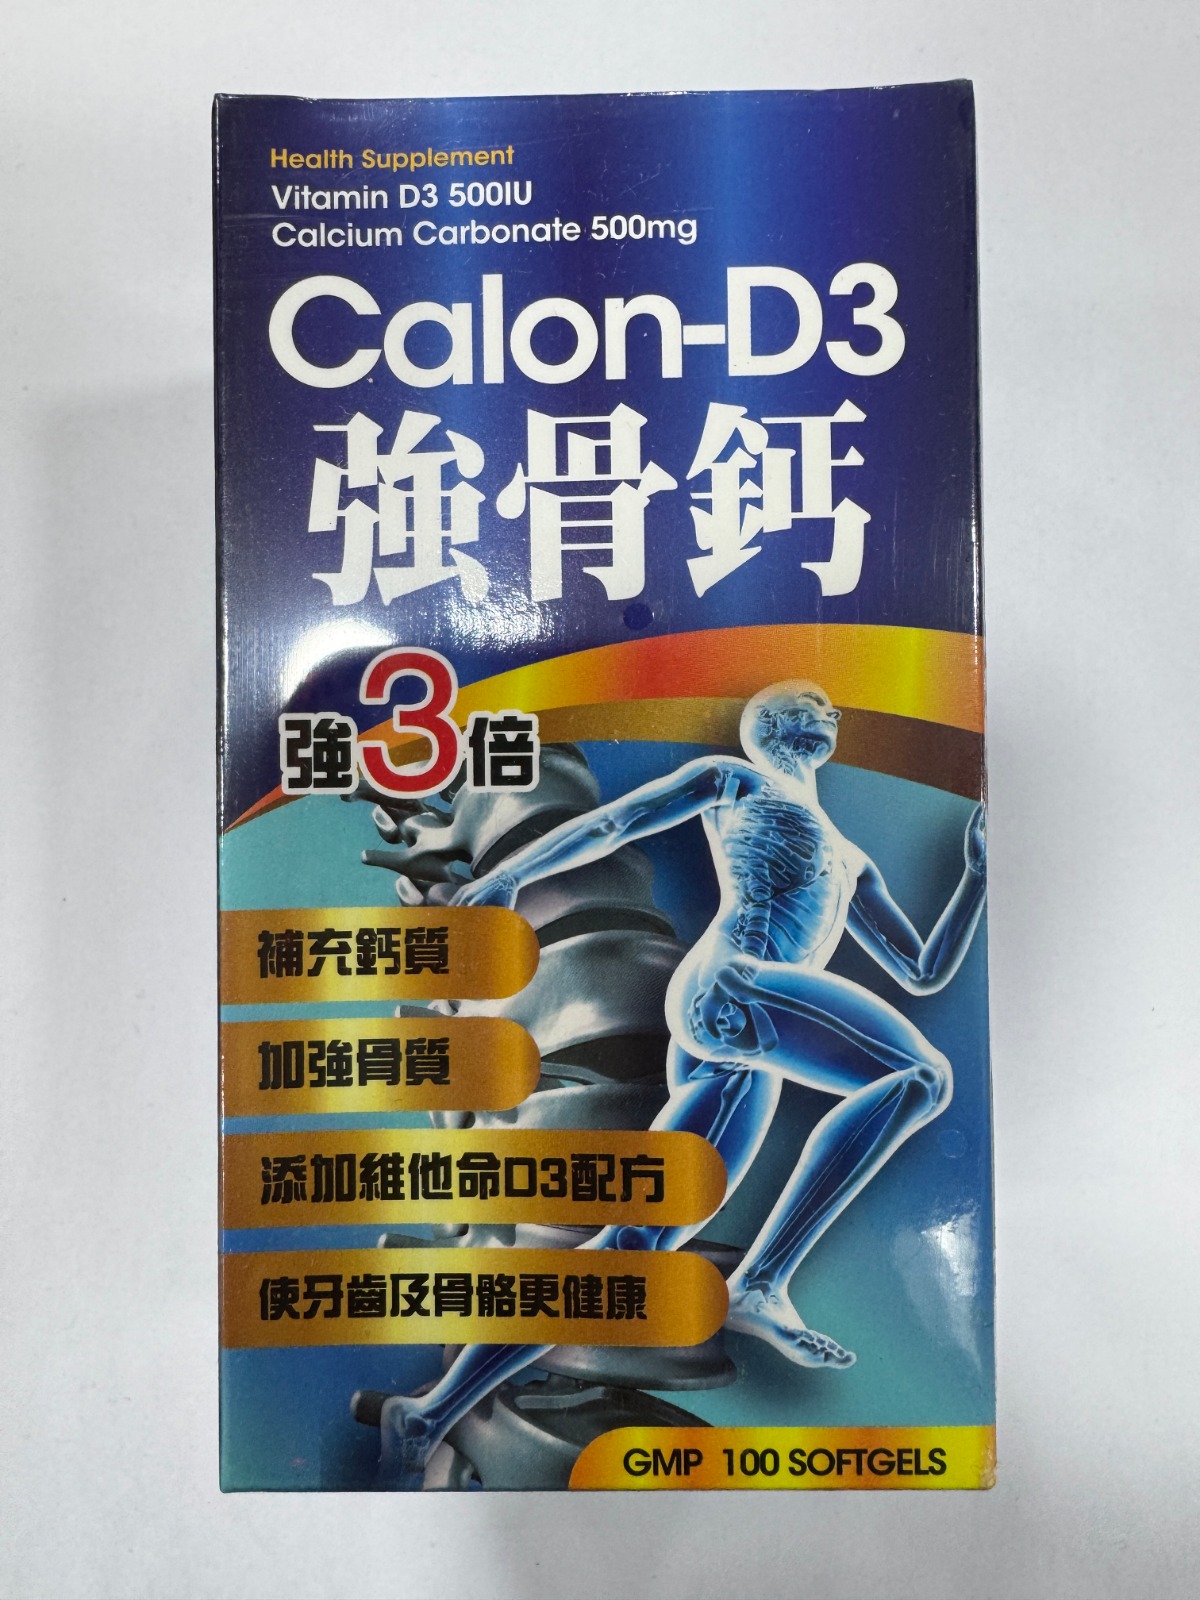 Health Supplement
Vitamin D3 500IU
Calcium Carbonate 500mg
Calon-D3
強骨鈣
強3倍
補充鈣質
加強骨質
添加維他命D3配方
使牙齒及骨骼更健康
GMP 100 SOFTGELS